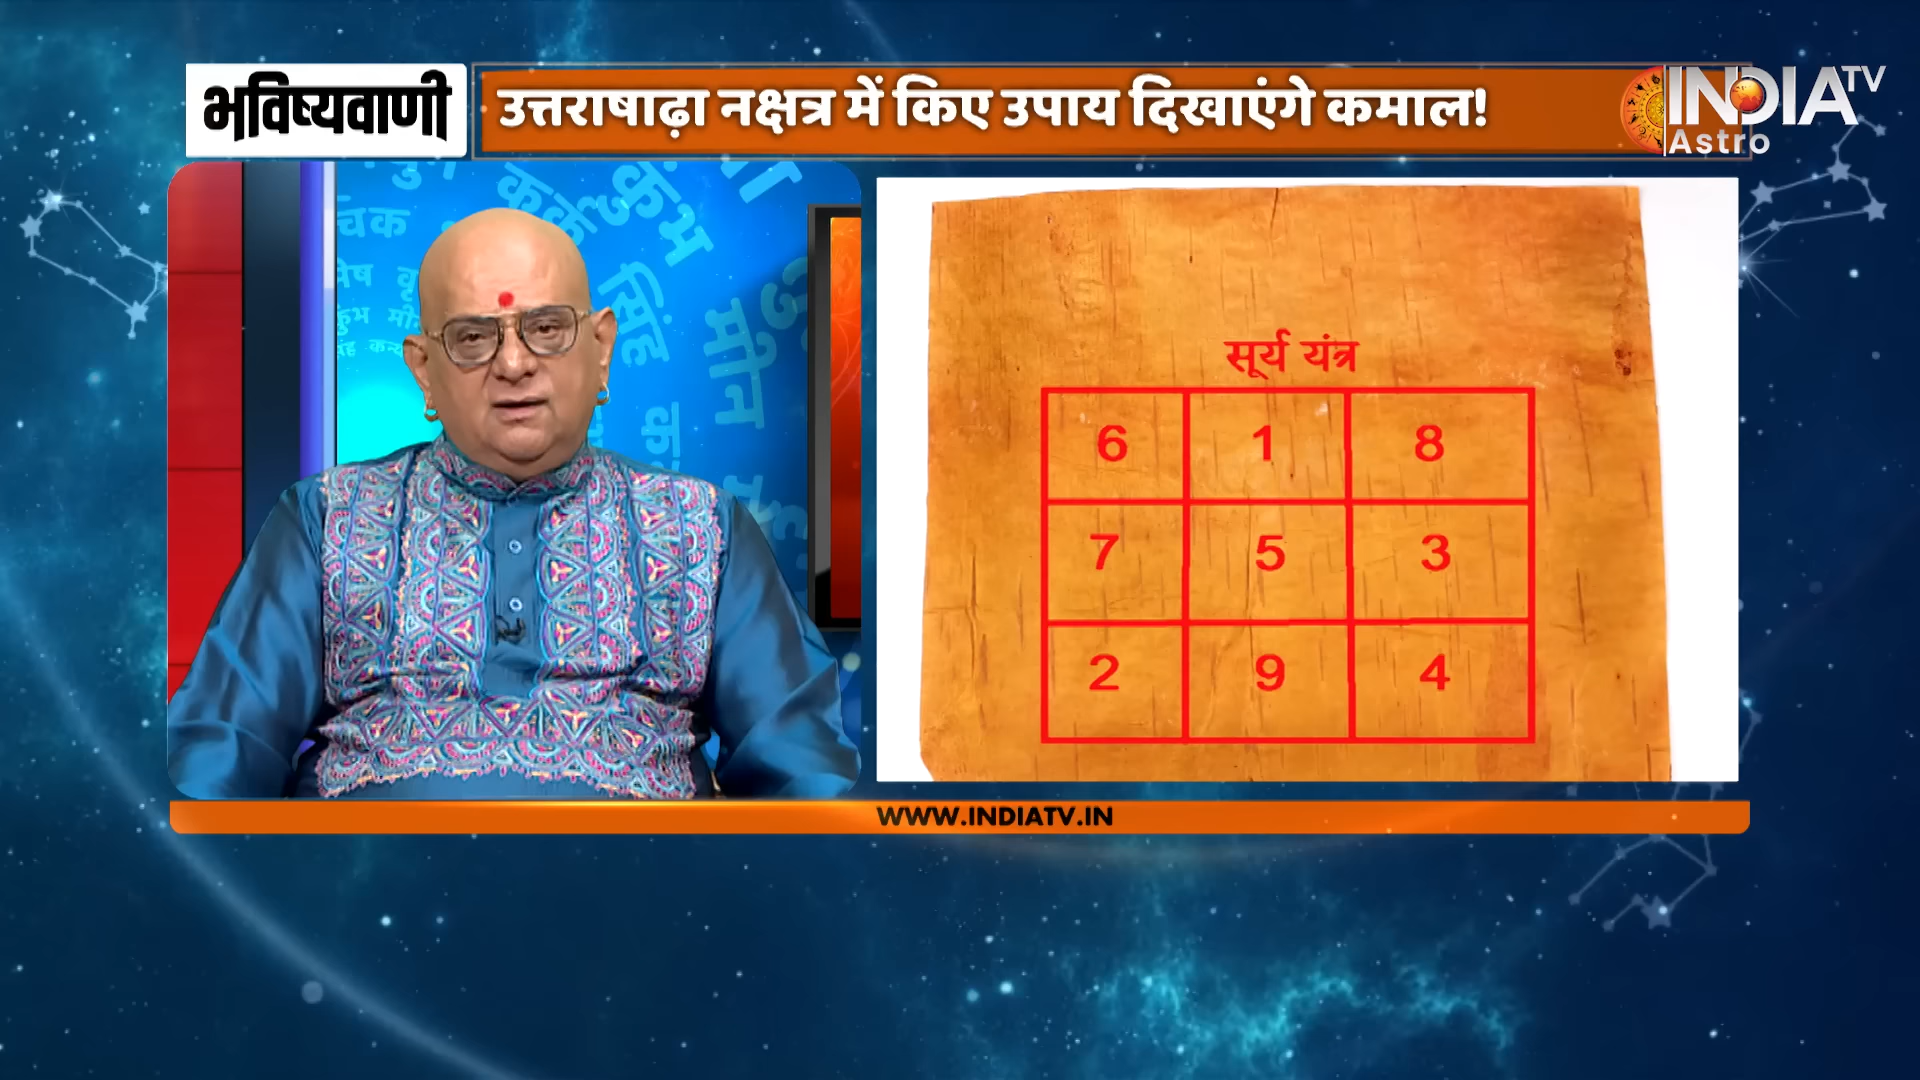 भविष्यवाणी
उत्तराषाढ़ा नक्षत्र में किए उपाय दिखाएंगे कमाल!
INDIA TV
Astro
कर्क
कुंभ
सिंह
मीन
सूर्य यंत्र
6 1 8
7 5 3
2 9 4
WWW.INDIATV.IN